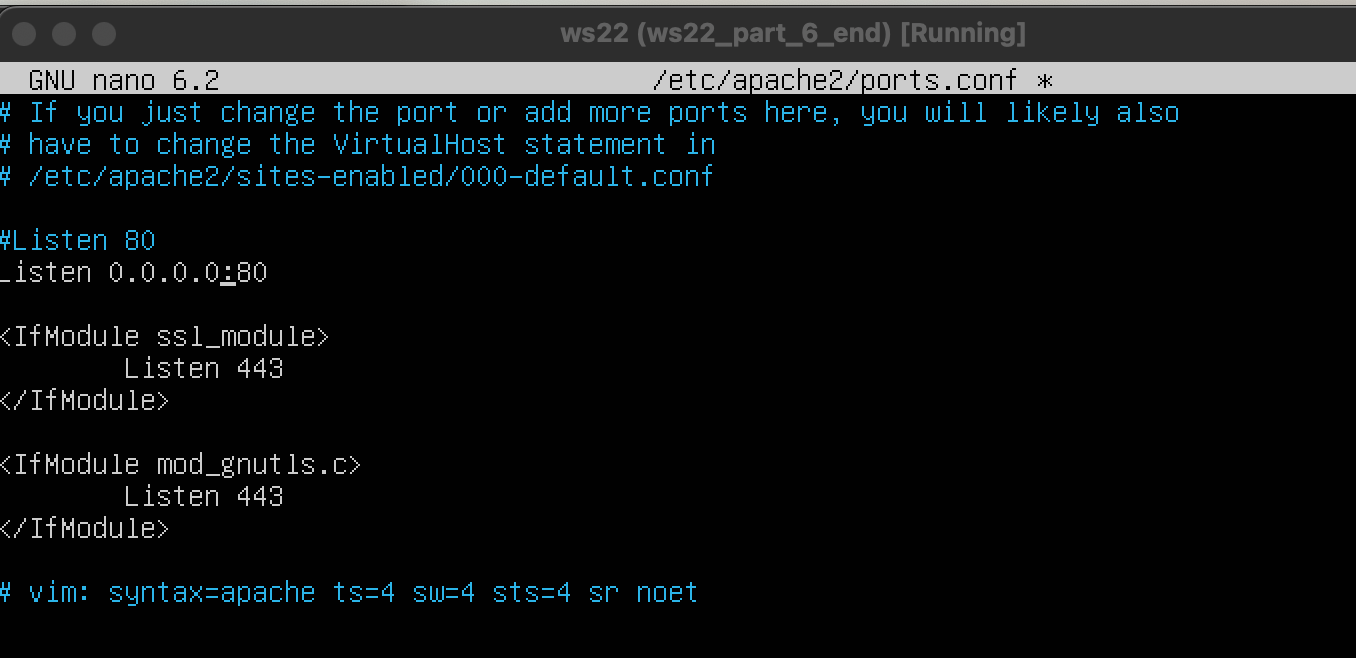 ws22 (ws22_part_6_end) [Running]
GNU nano 6.2 /etc/apache2/ports.conf *
# If you just change the port or add more ports here, you will likely also
# have to change the VirtualHost statement in
# /etc/apache2/sites-enabled/000-default.conf
#Listen 80
Listen 0.0.0.0:80
<IfModule ssl_module>
Listen 443
</IfModule>
<IfModule mod_gnutls.c>
Listen 443
</IfModule>
# vim: syntax=apache ts=4 sw=4 sts=4 sr noet